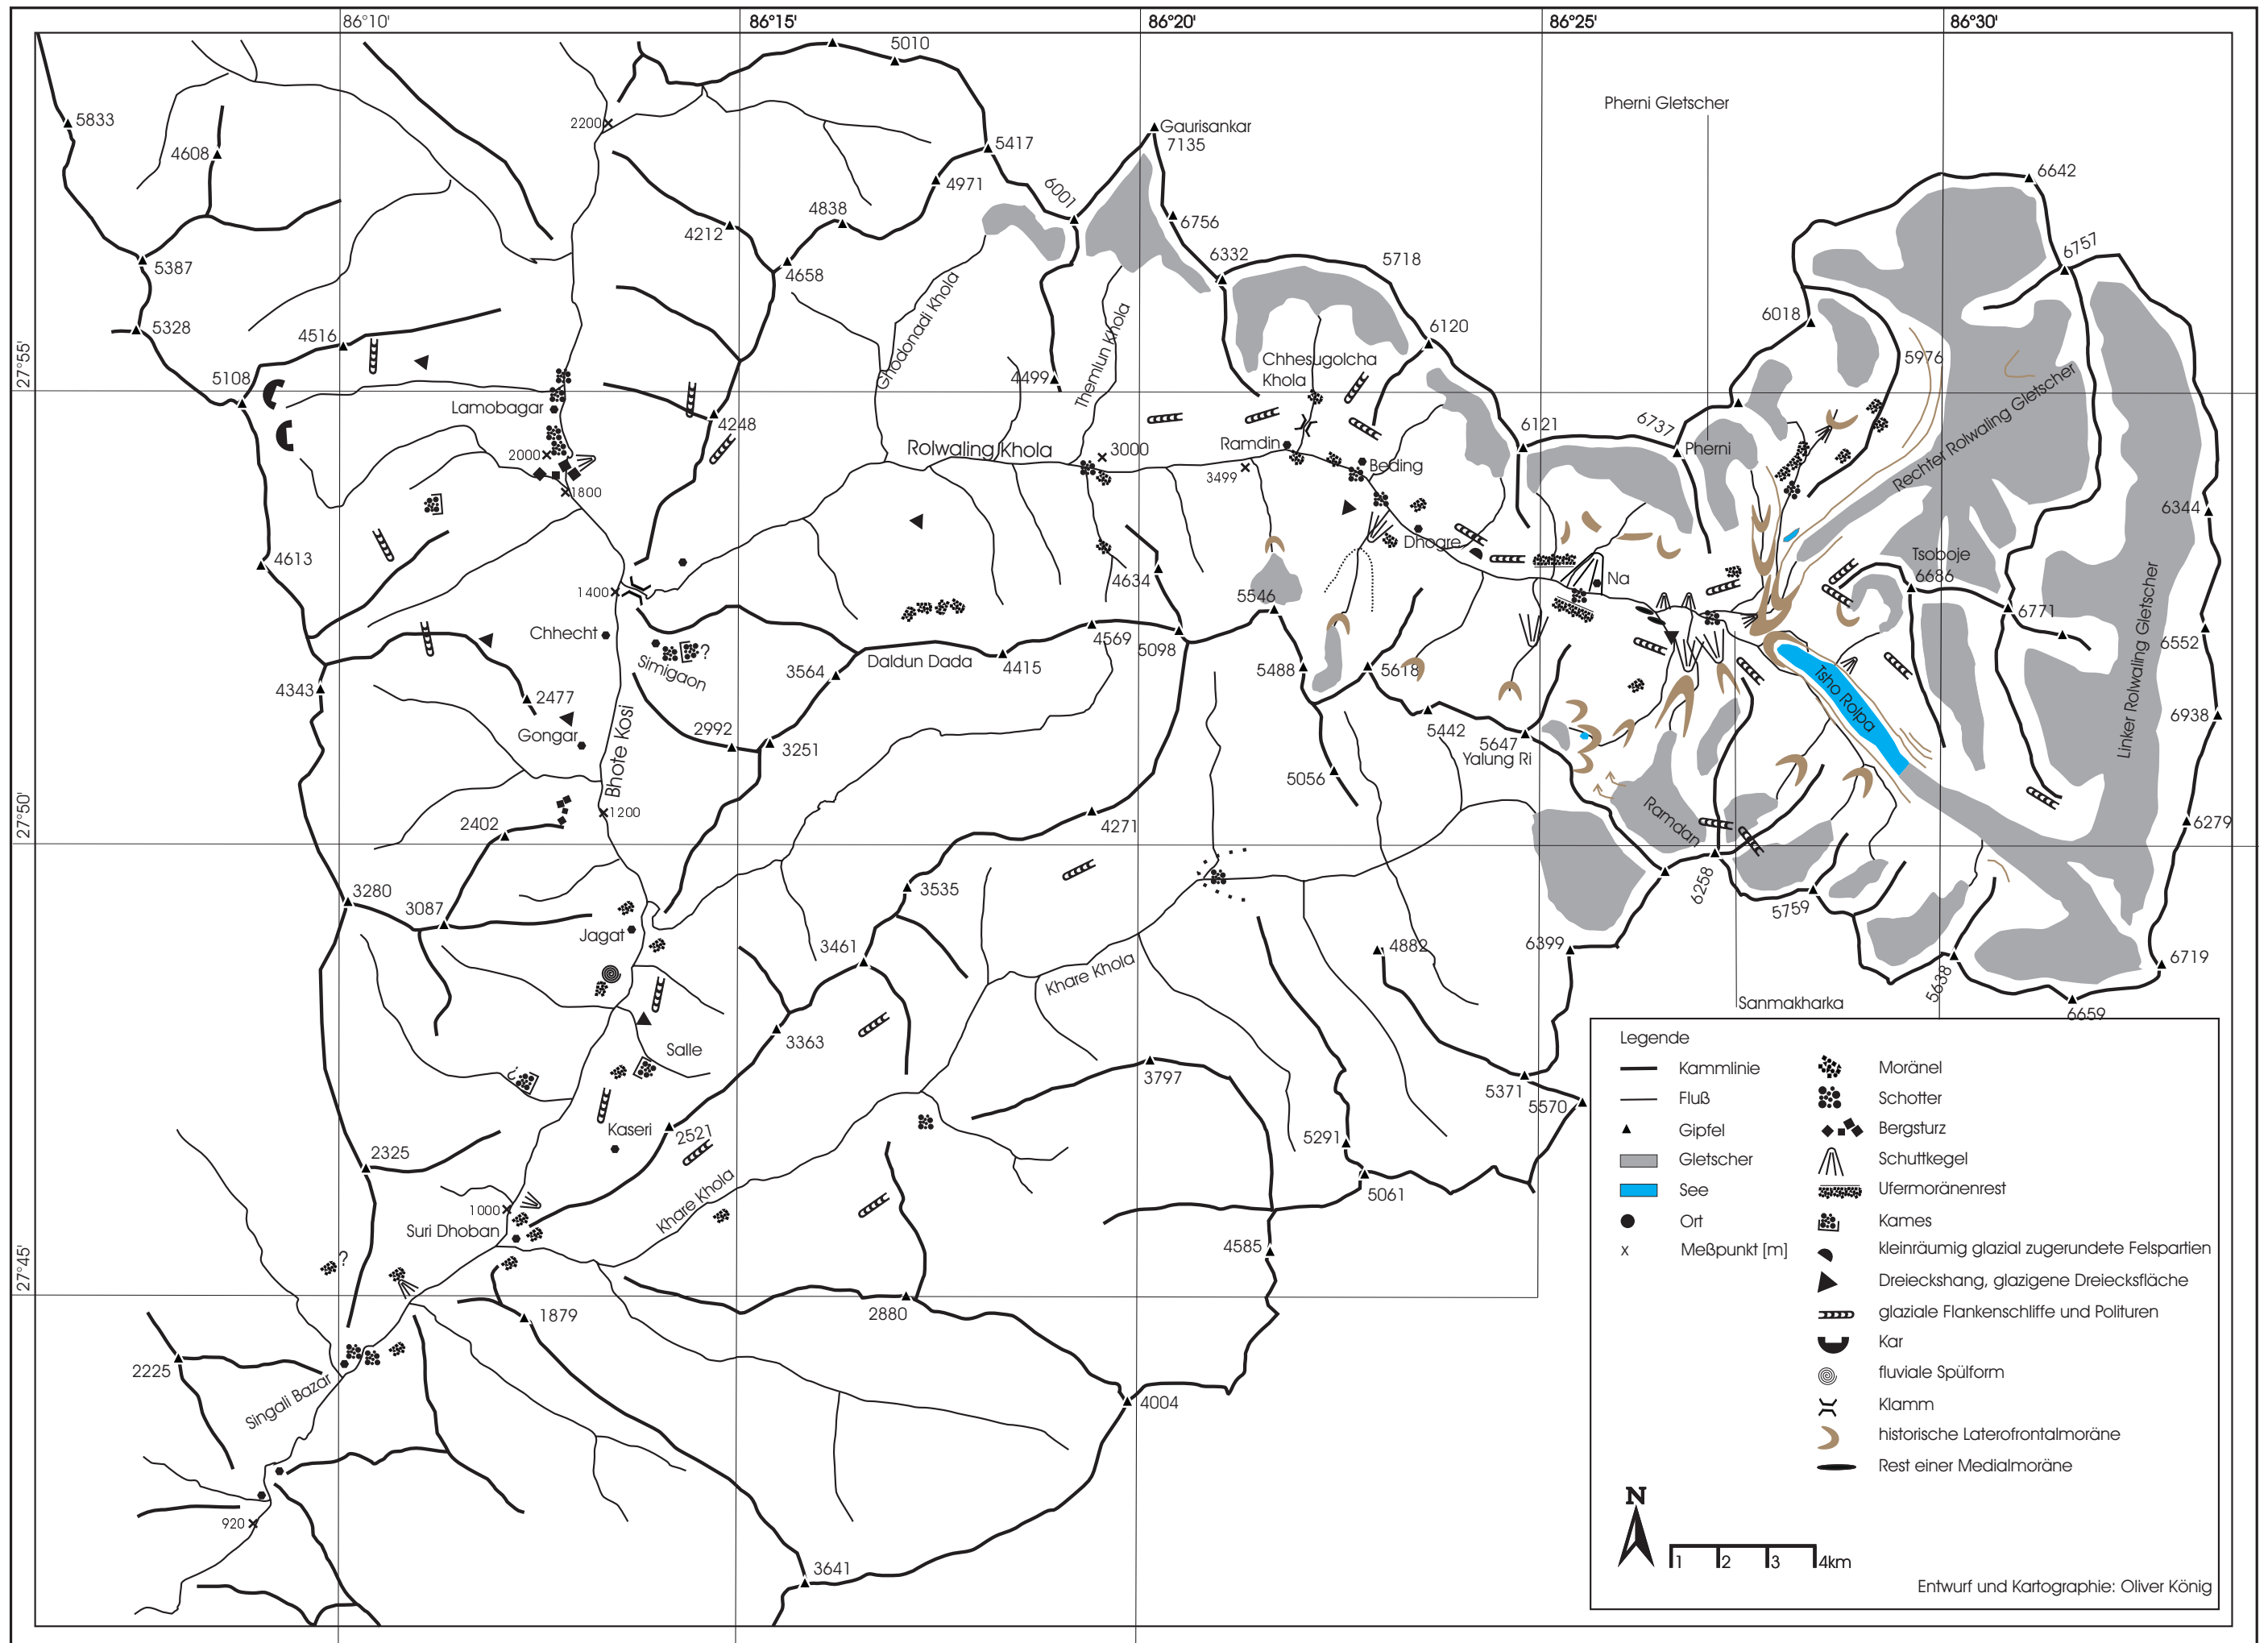 86°10'
86°15'
86°20'
86°25'
86°30'
5010
Pherni Gletscher
5833
2200
Gaurisankar
7135
4608
5417
4971
6001
6642
4838
6756
4212
6757
5387
4658
6332
5718
Ghodonadi Khola
Themlun Khola
5328
4516
6018
6120
27°55'
5976
Chhesugolcha
Khola
5108
4499
Rechter Rolwaling Gletscher
Lamobagar
4248
6121
6737
Pherni
Rolwaling Khola
3000
Ramdin
2000
Beding
3499
1800
6344
Dhogre
Tsoboje
4613
4634
Na
6686
1400
5546
6771
Chhecht
4569
5098
6552
Simigaon
?
Daldun Dada
4415
3564
5488
5618
Linker Rolwaling Gletscher
4343
2477
Tsho Rolpa
2992
3251
5442
6938
Gongar
5647
Yalung Ri
Bhote Kosi
5056
27°50'
1200
4271
Ramdan
6279
2402
3280
3535
6258
3087
5759
Jagat
3461
4882
6399
Khare Khola
5638
6719
Sanmakharka
6659
3363
Salle
?
3797
5371
5570
Kaseri
2521
5291
2325
5061
1000
Khare Khola
Suri Dhoban
4585
27°45'
?
1879
2880
2225
4004
Singali Bazar
920
3641
Legende
Kammlinie
Fluß
Gipfel
Gletscher
See
Ort
x Meßpunkt [m]
Moränel
Schotter
Bergsturz
Schuttkegel
Ufermoränenrest
Kames
kleinräumig glazial zugerundete Felspartien
Dreieckshang, glazigene Dreiecksfläche
glaziale Flankenschliffe und Polituren
Kar
fluviale Spülform
Klamm
historische Laterofrontalmoräne
Rest einer Medialmoräne
N
1 2 3 4km
Entwurf und Kartographie: Oliver König